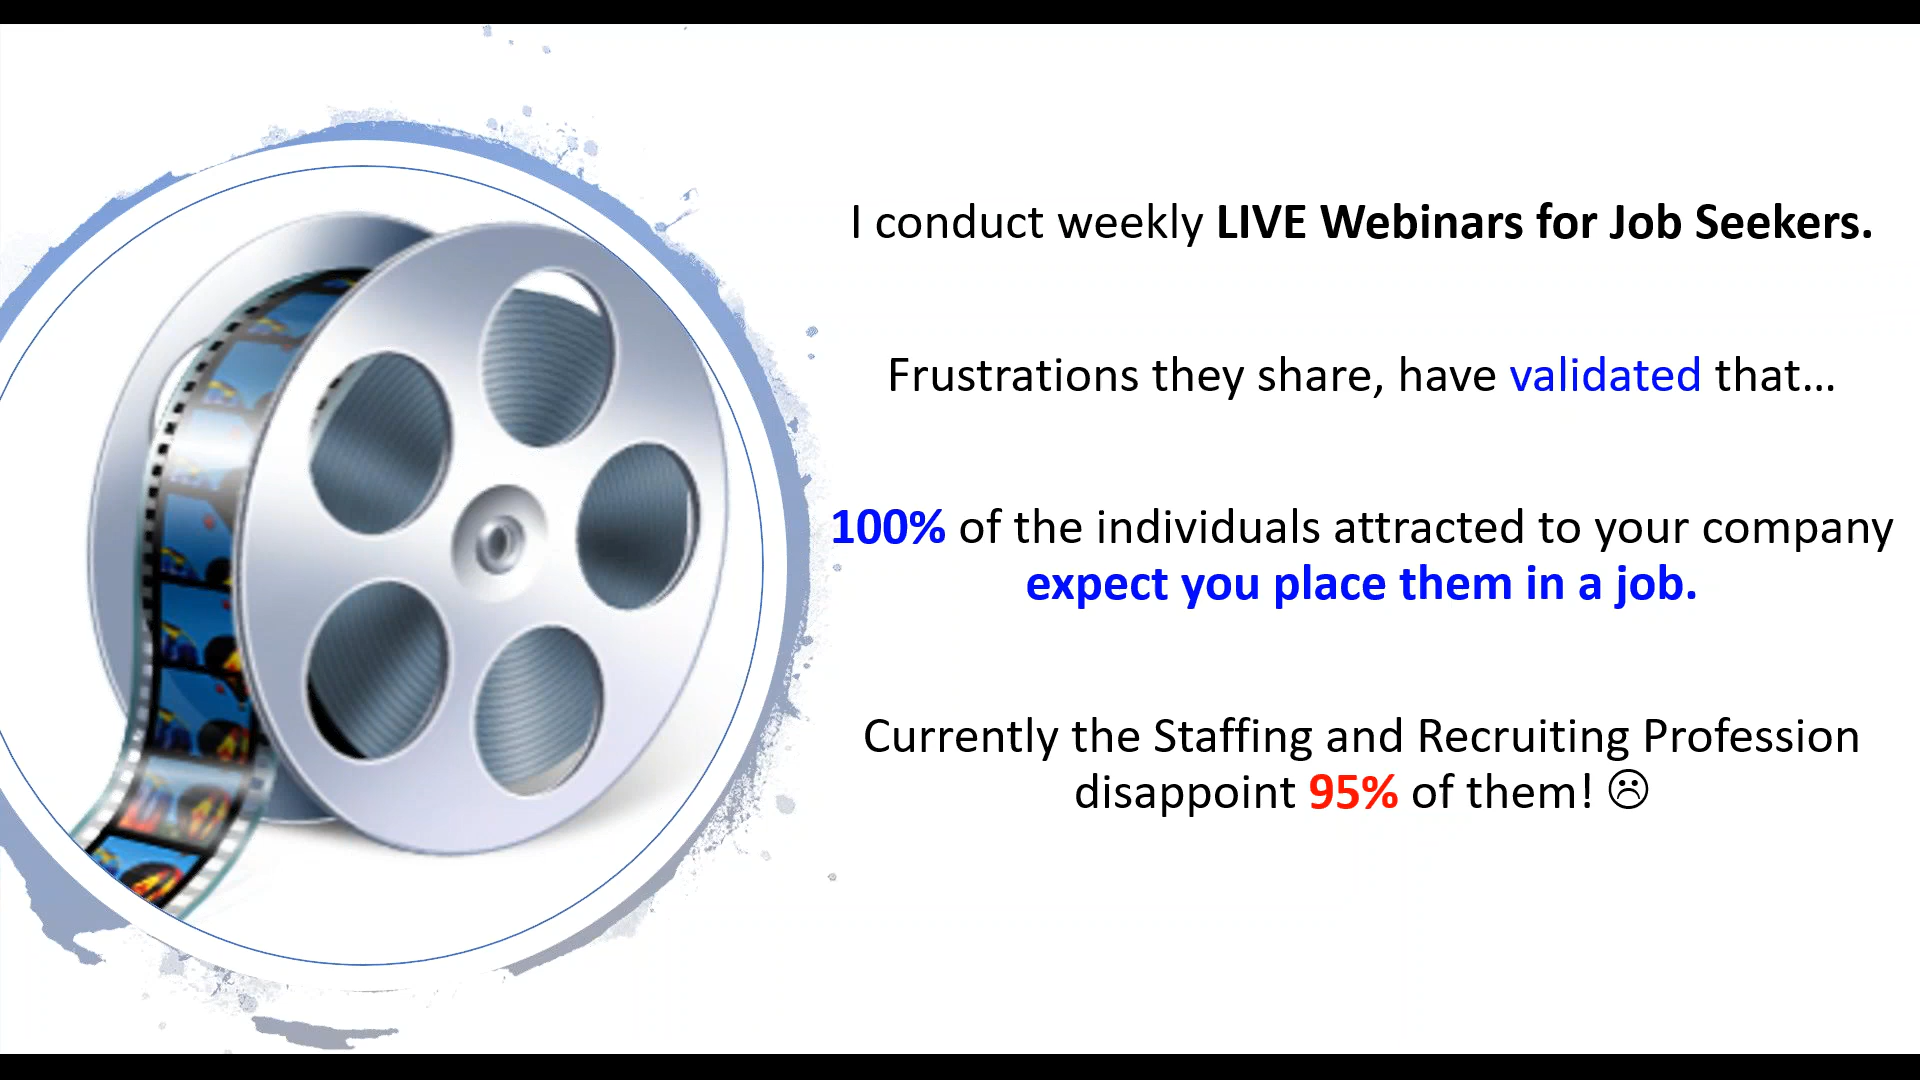 I conduct weekly LIVE Webinars for Job Seekers.
Frustrations they share, have validated that...
100% of the individuals attracted to your company
expect you place them in a job.
Currently the Staffing and Recruiting Profession
disappoint 95% of them! ☹